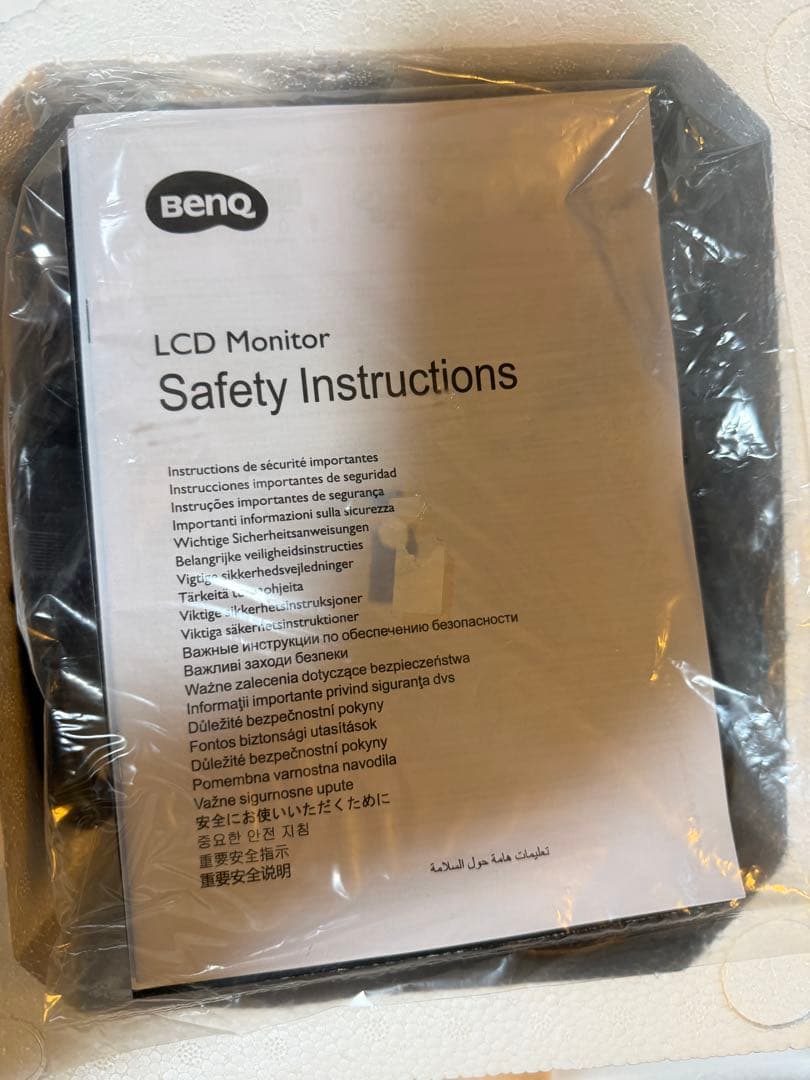 BenQ
LCD Monitor
Safety Instructions
Instructions de sécurité importantes
Instrucciones importantes de seguridad
Instruções importantes de segurança
Importanti informazioni sulla sicurezza
Wichtige Sicherheitsanweisungen
Belangrijke veiligheidsinstructies
Vigtige sikkerhedsvejledninger
Tärkeitä
Viktige sikkerhetsinstruksjoner
Viktiga säkerhetsinstruktioner
Важные инструкции по обеспечению безопасности
Важливі заходи безпеки
Ważne zalecenia dotyczące bezpieczeństwa
Informaţii importante privind siguranţa dvs
Důležité bezpečnostní pokyny
Fontos biztonsági utasítások
Důležité bezpečnostní pokyny
Pomembna varnostna navodila
Važne sigurnosne upute
安全にお使いいただくために
중요한 안전 지침
重要安全指示
重要安全说明
تعليمات هامة حول السلامة